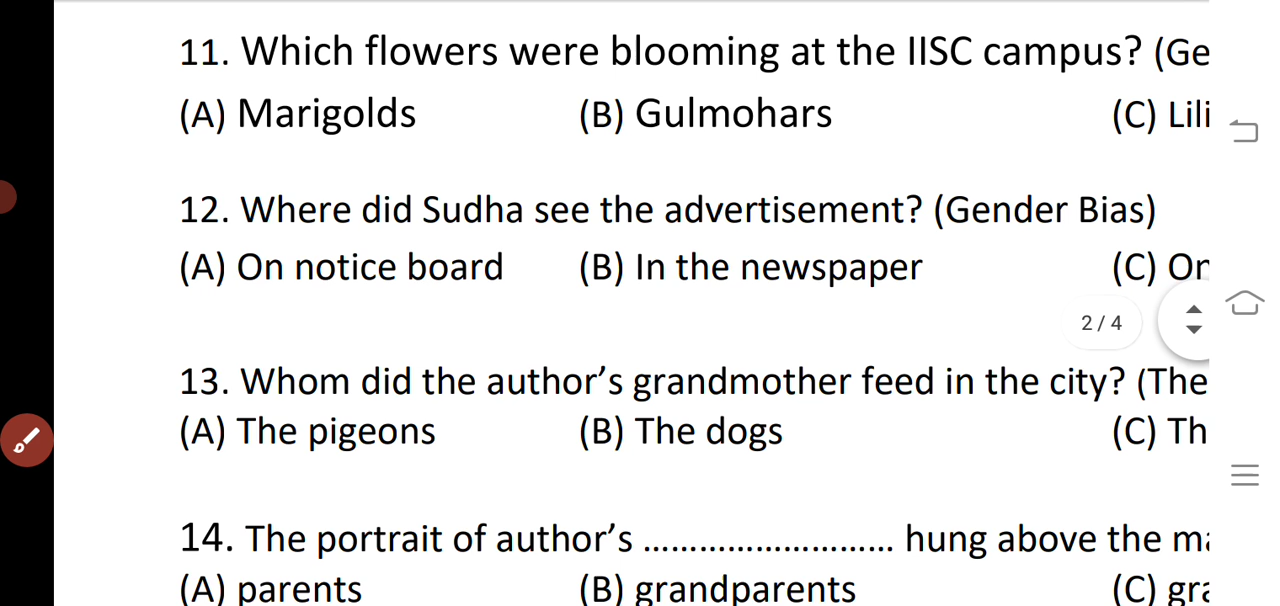 11. Which flowers were blooming at the IISC campus? (Ge
(A) Marigolds (B) Gulmohars (C) Lili
12. Where did Sudha see the advertisement? (Gender Bias)
(A) On notice board (B) In the newspaper (C) On
2 / 4
13. Whom did the author’s grandmother feed in the city? (The
(A) The pigeons (B) The dogs (C) Th
14. The portrait of author’s ........................... hung above the ma
(A) parents (B) grandparents (C) gra